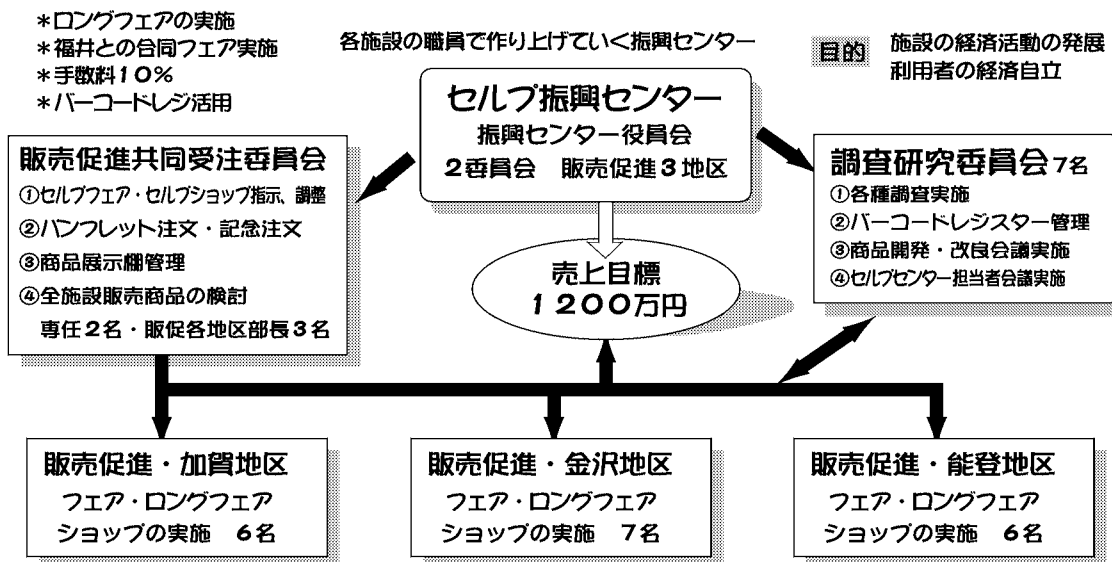 ＊ロングフェアの実施
＊福井との合同フェア実施
＊手数料１０％
＊バーコードレジ活用
各施設の職員で作り上げていく振興センター
目的　施設の経済活動の発展
利用者の経済自立
セルプ振興センター
振興センター役員会
２委員会　販売促進３地区
販売促進共同受注委員会
①セルプフェア・セルプショップ指示、調整
②パンフレット注文・記念注文
③商品展示棚管理
④全施設販売商品の検討
専任２名・販促各地区部長３名
売上目標
１２００万円
調査研究委員会７名
①各種調査実施
②バーコードレジスター管理
③商品開発・改良会議実施
④セルプセンター担当者会議実施
販売促進・加賀地区
フェア・ロングフェア
ショップの実施　６名
販売促進・金沢地区
フェア・ロングフェア
ショップの実施　７名
販売促進・能登地区
フェア・ロングフェア
ショップの実施　６名